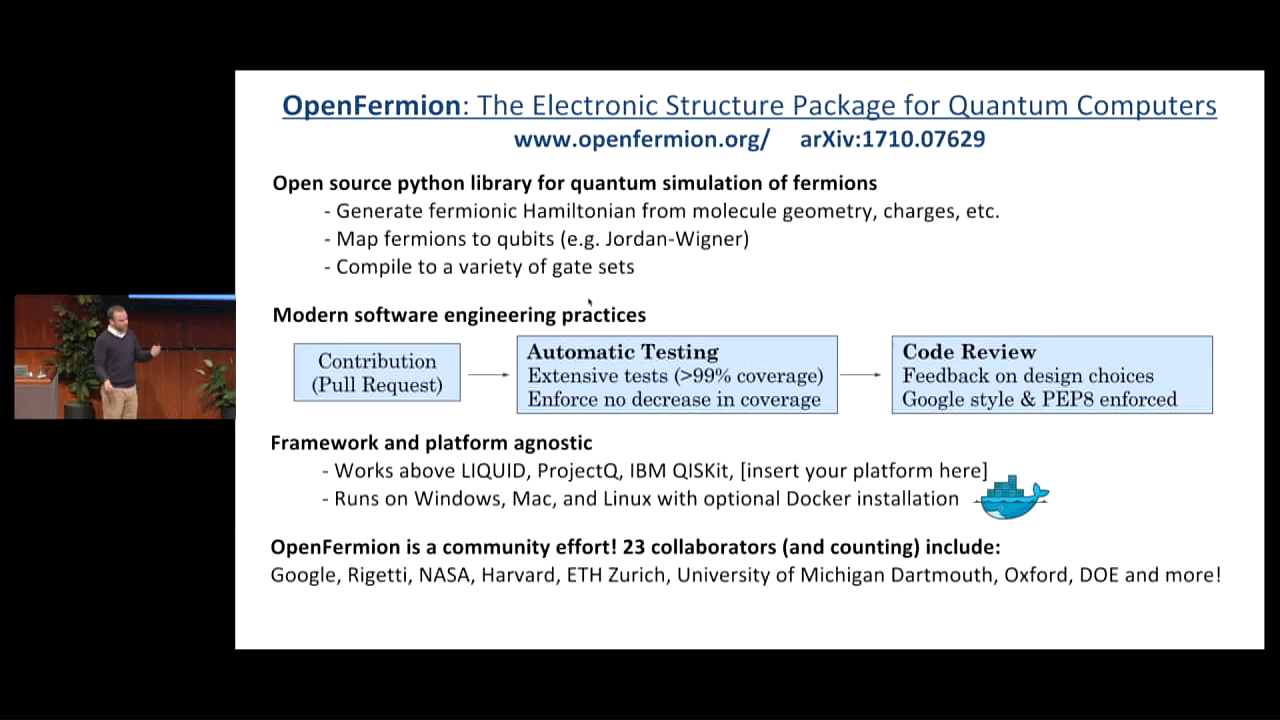 OpenFermion: The Electronic Structure Package for Quantum Computers
www.openfermion.org/ arXiv:1710.07629
Open source python library for quantum simulation of fermions
- Generate fermionic Hamiltonian from molecule geometry, charges, etc.
- Map fermions to qubits (e.g. Jordan-Wigner)
- Compile to a variety of gate sets
Modern software engineering practices
Contribution
(Pull Request)
Automatic Testing
Extensive tests (>99% coverage)
Enforce no decrease in coverage
Code Review
Feedback on design choices
Google style & PEP8 enforced
Framework and platform agnostic
- Works above LIQUID, ProjectQ, IBM QISKit, [insert your platform here]
- Runs on Windows, Mac, and Linux with optional Docker installation
OpenFermion is a community effort! 23 collaborators (and counting) include:
Google, Rigetti, NASA, Harvard, ETH Zurich, University of Michigan Dartmouth, Oxford, DOE and more!